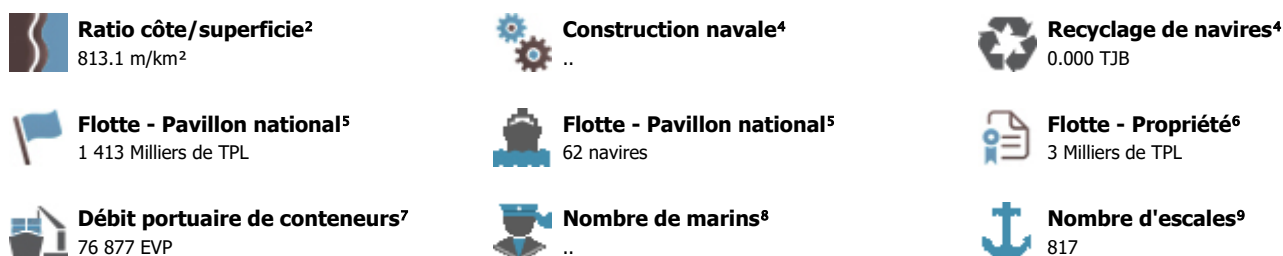 Ratio côte/superficie²
813.1 m/km²
Construction navale⁴
..
Recyclage de navires⁴
0.000 TJB
Flotte - Pavillon national⁵
1 413 Milliers de TPL
Flotte - Pavillon national⁵
62 navires
Flotte - Propriété⁶
3 Milliers de TPL
Débit portuaire de conteneurs⁷
76 877 EVP
Nombre de marins⁸
..
Nombre d'escales⁹
817